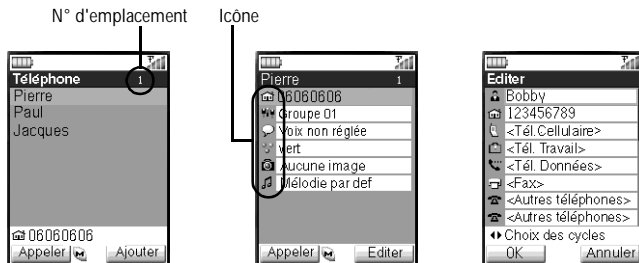 N° d'emplacement
Icône
Téléphone 1
Pierre
Paul
Jacques
06060606
Appeler Ajouter
Pierre 1
06060606
Groupe 01
Voix non réglée
vert
Aucune image
Mélodie par def
Appeler Editer
Editer
Bobby
123456789
<Tél.Cellulaire>
<Tél. Travail>
<Tél. Données>
<Fax>
<Autres téléphones>
<Autres téléphones>
Choix des cycles
OK Annuler